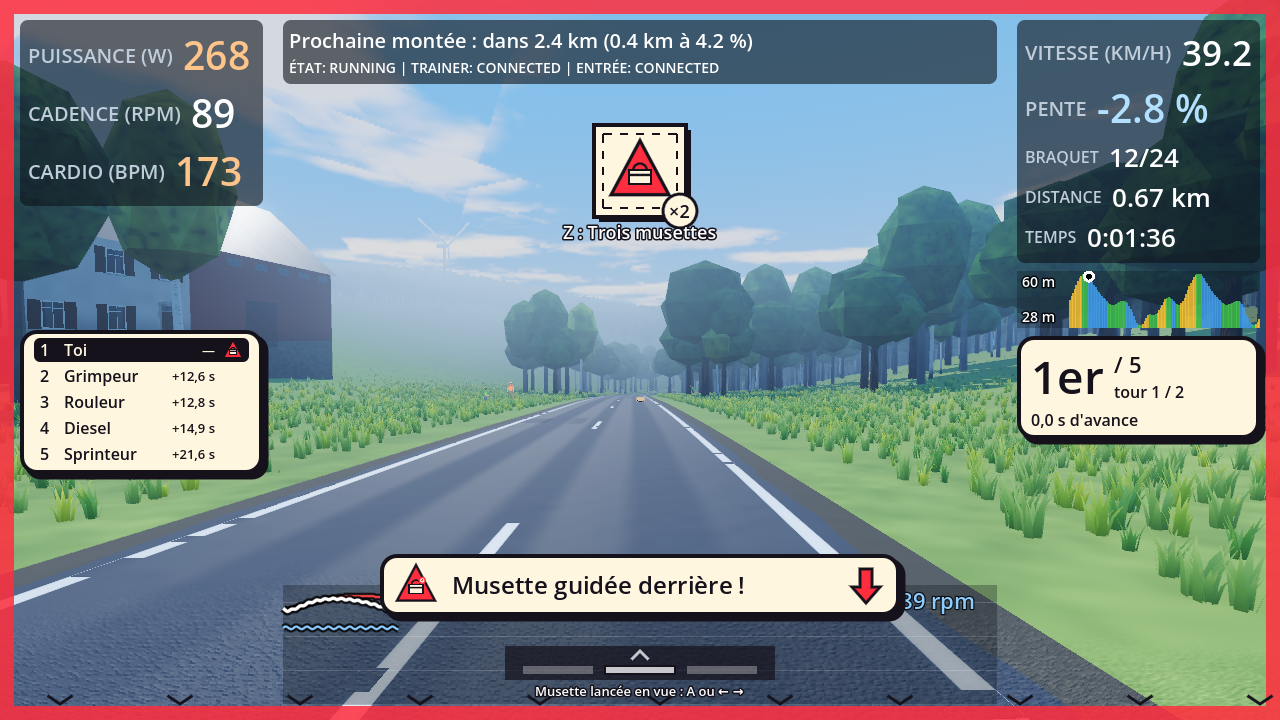 PUISSANCE (W) 268
CADENCE (RPM) 89
CARDIO (BPM) 173
Prochaine montée : dans 2.4 km (0.4 km à 4.2 %)
ÉTAT: RUNNING | TRAINER: CONNECTED | ENTRÉE: CONNECTED
VITESSE (KM/H) 39.2
PENTE -2.8 %
BRAQUET 12/24
DISTANCE 0.67 km
TEMPS 0:01:36
60 m
28 m
×2
Z : Trois musettes
1 Toi —
2 Grimpeur +12,6 s
3 Rouleur +12,8 s
4 Diesel +14,9 s
5 Sprinteur +21,6 s
1er / 5
tour 1 / 2
0,0 s d'avance
Musette guidée derrière !
89 rpm
Musette lancée en vue : A ou ← →